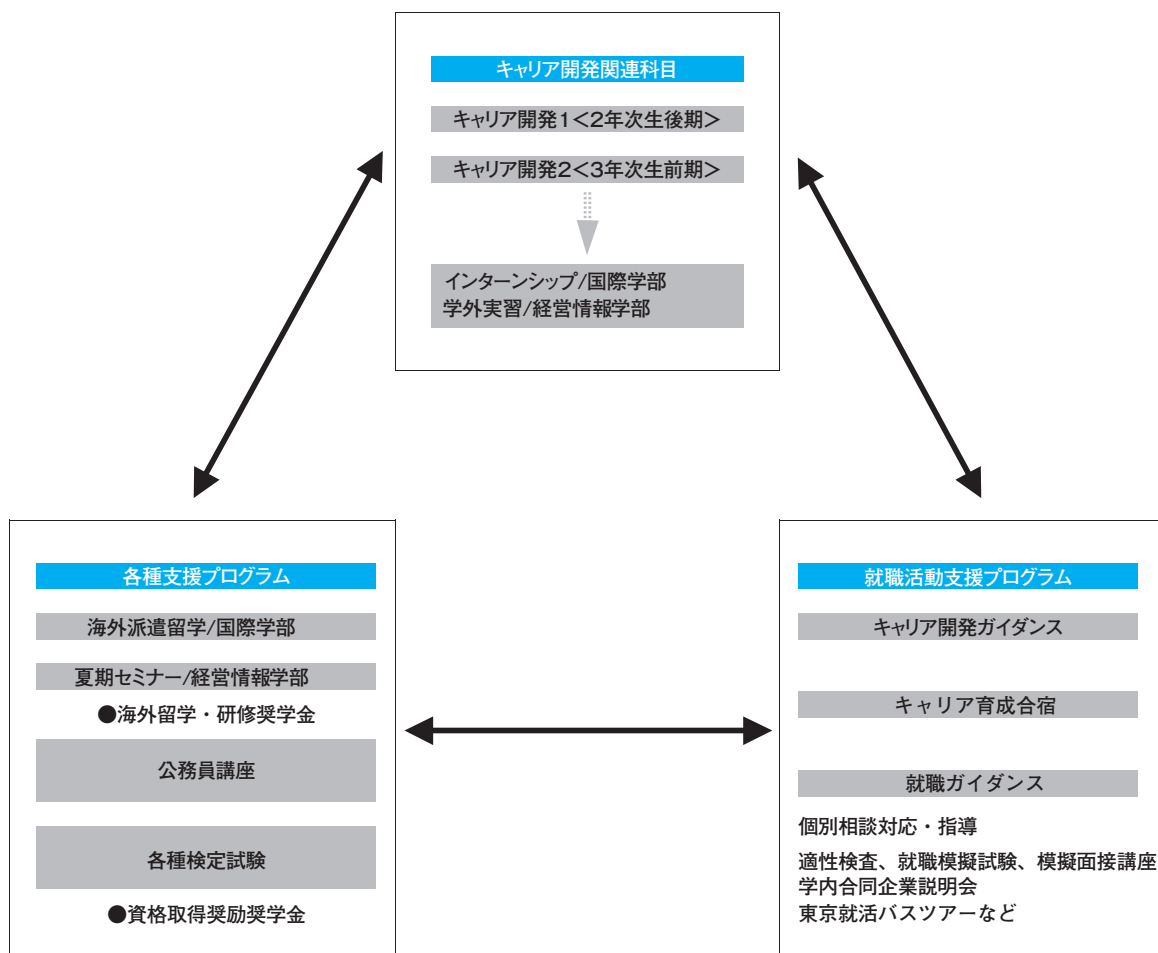 キャリア開発関連科目
キャリア開発1<2年次生後期>
キャリア開発2<3年次生前期>
インターンシップ/国際学部
学外実習/経営情報学部
各種支援プログラム
海外派遣留学/国際学部
夏期セミナー/経営情報学部
●海外留学・研修奨学金
公務員講座
各種検定試験
●資格取得奨励奨学金
就職活動支援プログラム
キャリア開発ガイダンス
キャリア育成合宿
就職ガイダンス
個別相談対応・指導
適性検査、就職模擬試験、模擬面接講座
学内合同企業説明会
東京就活バスツアーなど